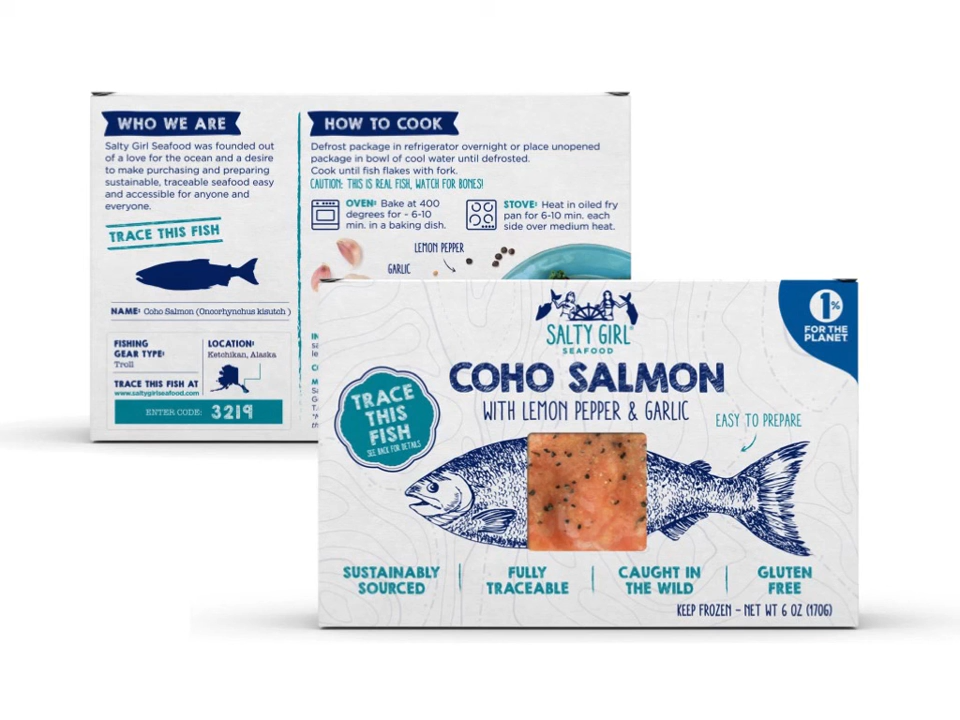 WHO WE ARE
Salty Girl Seafood was founded out
of a love for the ocean and a desire
to make purchasing and preparing
sustainable, traceable seafood easy
and accessible for anyone and
everyone.
TRACE THIS FISH
NAME: Coho Salmon (Oncorhynchus kisutch )
FISHING
GEAR TYPE:
Troll
LOCATION:
Ketchikan, Alaska
TRACE THIS FISH AT
www.saltygirlseafood.com
ENTER CODE: 3219
HOW TO COOK
Defrost package in refrigerator overnight or place unopened
package in bowl of cool water until defrosted.
Cook until fish flakes with fork.
CAUTION: THIS IS REAL FISH, WATCH FOR BONES!
OVEN: Bake at 400
degrees for - 6-10
min. in a baking dish.
STOVE: Heat in oiled fry
pan for 6-10 min. each
side over medium heat.
LEMON PEPPER
GARLIC
SALTY GIRL®
SEAFOOD
1%
FOR THE
PLANET
COHO SALMON
WITH LEMON PEPPER & GARLIC
EASY TO PREPARE
TRACE
THIS
FISH
SEE BACK FOR DETAILS
SUSTAINABLY
SOURCED
FULLY
TRACEABLE
CAUGHT IN
THE WILD
GLUTEN
FREE
KEEP FROZEN - NET WT 6 OZ (170G)